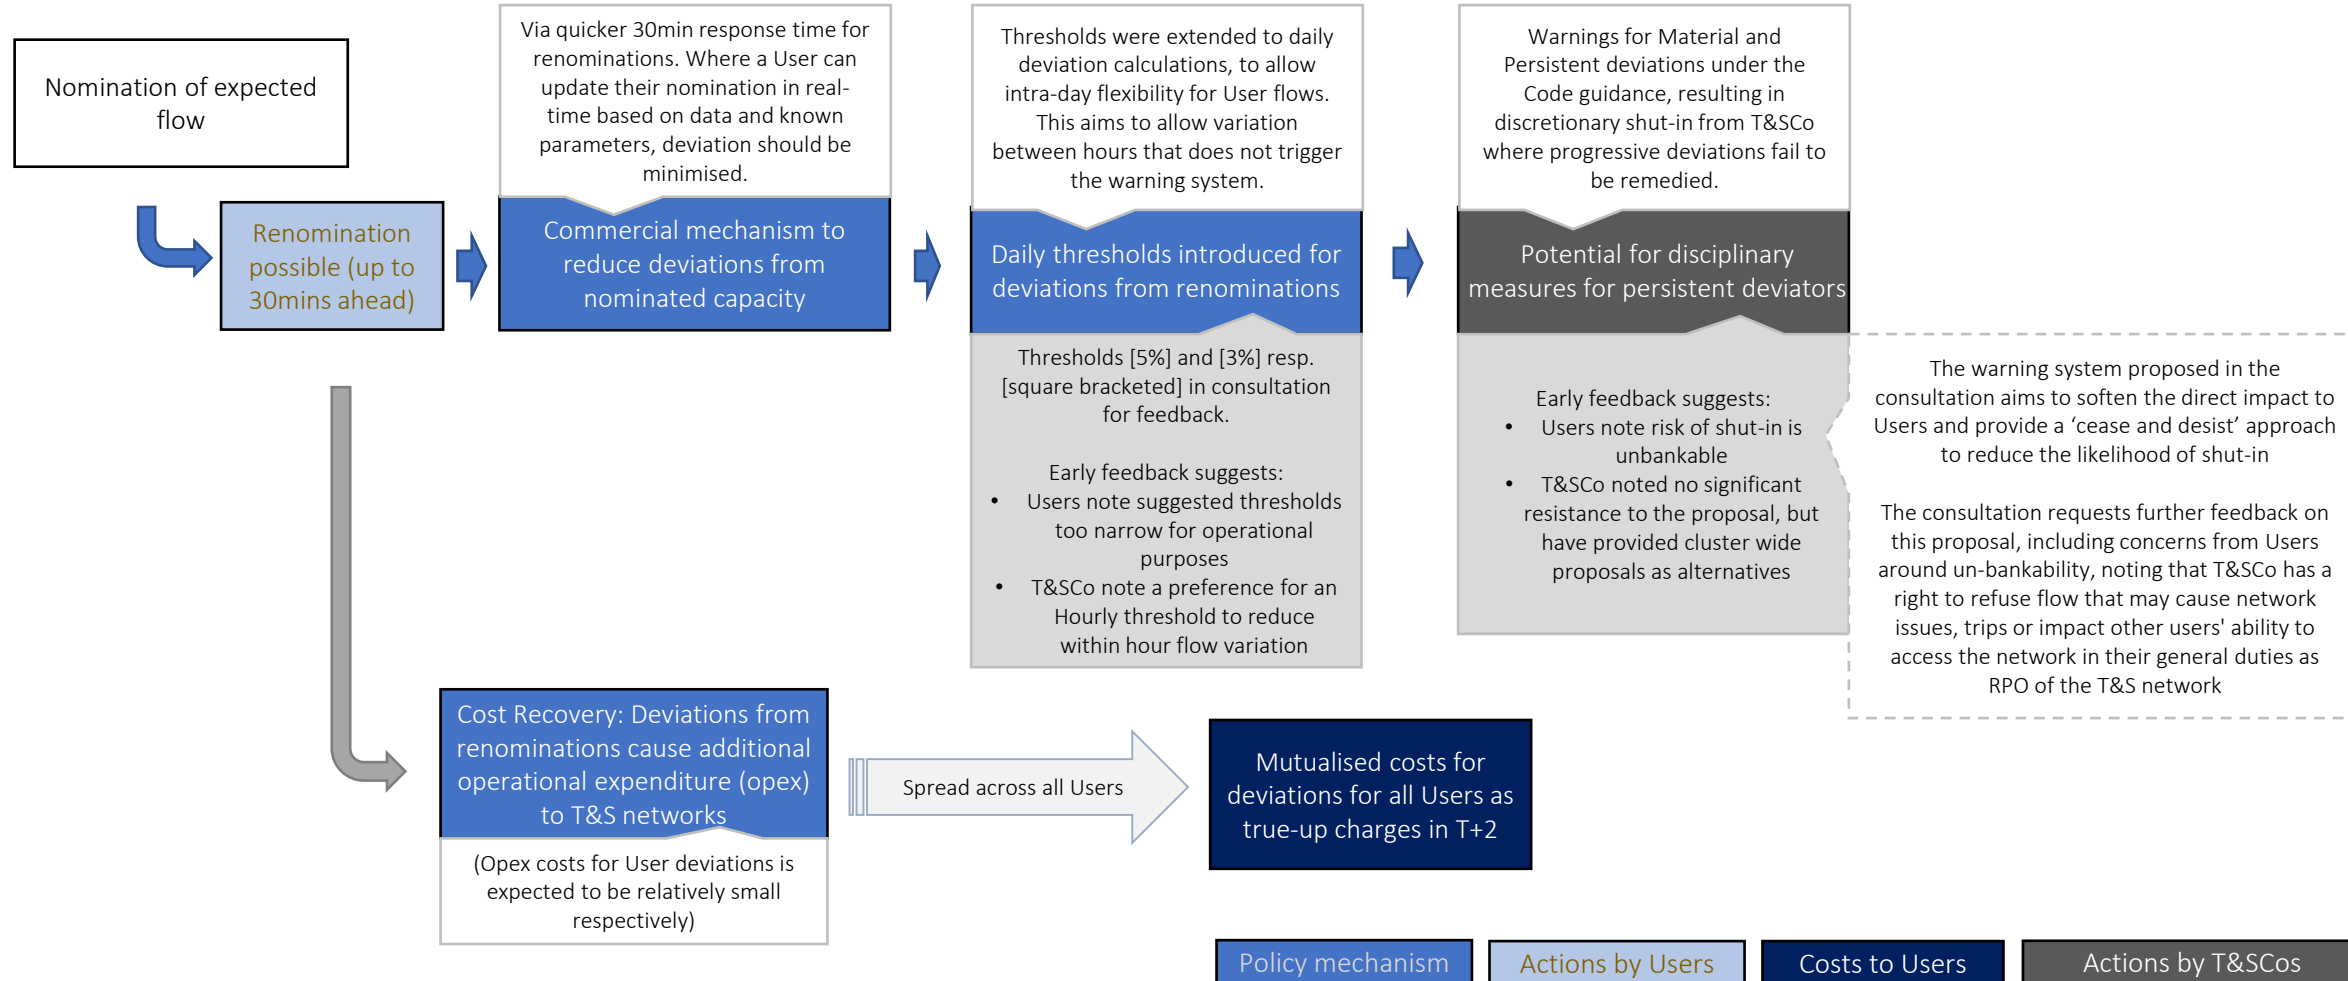 Nomination of expected
flow
Renomination
possible (up to
30mins ahead)
Via quicker 30min response time for
renominations. Where a User can
update their nomination in real-
time based on data and known
parameters, deviation should be
minimised.
Commercial mechanism to
reduce deviations from
nominated capacity
Thresholds were extended to daily
deviation calculations, to allow
intra-day flexibility for User flows.
This aims to allow variation
between hours that does not trigger
the warning system.
Daily thresholds introduced for
deviations from renominations
Thresholds [5%] and [3%] resp.
[square bracketed] in consultation
for feedback.
Early feedback suggests:
• Users note suggested thresholds
too narrow for operational
purposes
• T&SCo note a preference for an
Hourly threshold to reduce
within hour flow variation
Warnings for Material and
Persistent deviations under the
Code guidance, resulting in
discretionary shut-in from T&SCo
where progressive deviations fail to
be remedied.
Potential for disciplinary
measures for persistent deviators
Early feedback suggests:
• Users note risk of shut-in is
unbankable
• T&SCo noted no significant
resistance to the proposal, but
have provided cluster wide
proposals as alternatives
The warning system proposed in the
consultation aims to soften the direct impact to
Users and provide a ‘cease and desist’ approach
to reduce the likelihood of shut-in
The consultation requests further feedback on
this proposal, including concerns from Users
around un-bankability, noting that T&SCo has a
right to refuse flow that may cause network
issues, trips or impact other users' ability to
access the network in their general duties as
RPO of the T&S network
Cost Recovery: Deviations from
renominations cause additional
operational expenditure (opex)
to T&S networks
(Opex costs for User deviations is
expected to be relatively small
respectively)
Spread across all Users
Mutualised costs for
deviations for all Users as
true-up charges in T+2
Policy mechanism
Actions by Users
Costs to Users
Actions by T&SCos